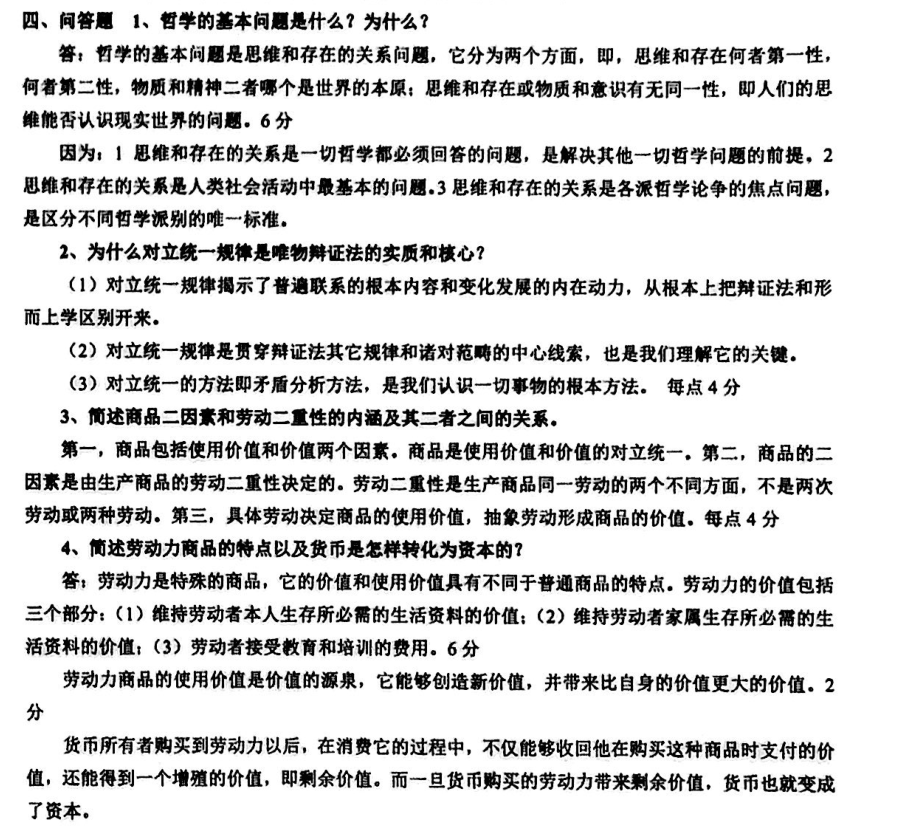 四、问答题　1、哲学的基本问题是什么？为什么？
答：哲学的基本问题是思维和存在的关系问题，它分为两个方面，即，思维和存在何者第一性，
何者第二性，物质和精神二者哪个是世界的本原；思维和存在或物质和意识有无同一性，即人们的思
维能否认识现实世界的问题。6 分
因为：1 思维和存在的关系是一切哲学都必须回答的问题，是解决其他一切哲学问题的前提。2
思维和存在的关系是人类社会活动中最基本的问题。3 思维和存在的关系是各派哲学论争的焦点问题，
是区分不同哲学派别的唯一标准。
2、为什么对立统一规律是唯物辩证法的实质和核心？
（1）对立统一规律揭示了普遍联系的根本内容和变化发展的内在动力，从根本上把辩证法和形
而上学区别开来。
（2）对立统一规律是贯穿辩证法其它规律和诸对范畴的中心线索，也是我们理解它的关键。
（3）对立统一的方法即矛盾分析方法，是我们认识一切事物的根本方法。 每点 4 分
3、简述商品二因素和劳动二重性的内涵及其二者之间的关系。
第一，商品包括使用价值和价值两个因素。商品是使用价值和价值的对立统一。第二，商品的二
因素是由生产商品的劳动二重性决定的。劳动二重性是生产商品同一劳动的两个不同方面，不是两次
劳动或两种劳动。第三，具体劳动决定商品的使用价值，抽象劳动形成商品的价值。每点 4 分
4、简述劳动力商品的特点以及货币是怎样转化为资本的？
答：劳动力是特殊的商品，它的价值和使用价值具有不同于普通商品的特点。劳动力的价值包括
三个部分：（1）维持劳动者本人生存所必需的生活资料的价值；（2）维持劳动者家属生存所必需的生
活资料的价值；（3）劳动者接受教育和培训的费用。6 分
劳动力商品的使用价值是价值的源泉，它能够创造新价值，并带来比自身的价值更大的价值。2
分
货币所有者购买到劳动力以后，在消费它的过程中，不仅能够收回他在购买这种商品时支付的价
值，还能得到一个增殖的价值，即剩余价值。而一旦货币购买的劳动力带来剩余价值，货币也就变成
了资本。